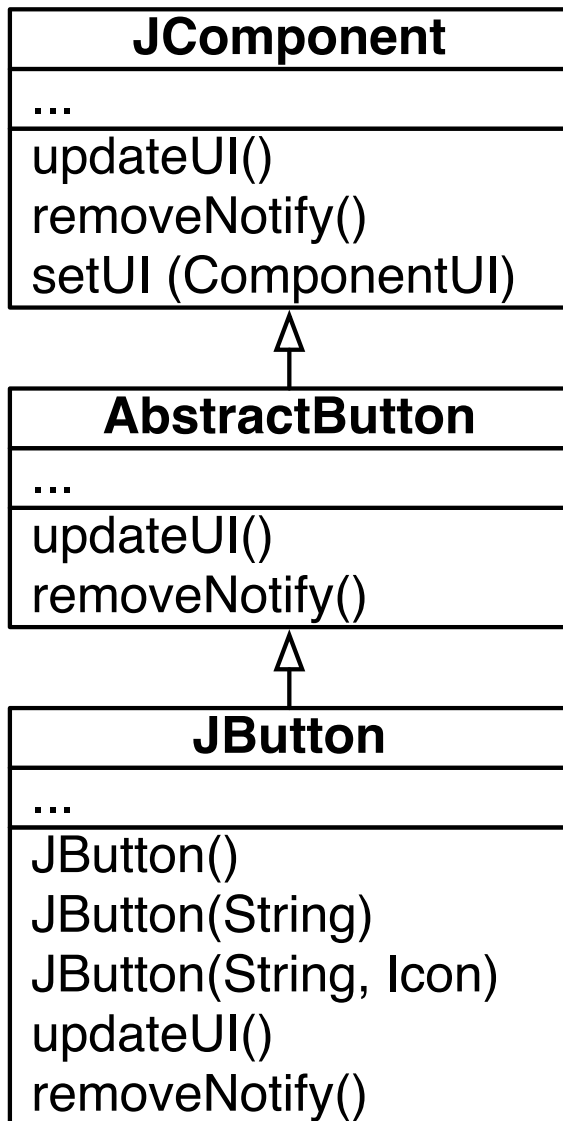 JComponent
...
updateUI()
removeNotify()
setUI (ComponentUI)
AbstractButton
...
updateUI()
removeNotify()
JButton
...
JButton()
JButton(String)
JButton(String, Icon)
updateUI()
removeNotify()